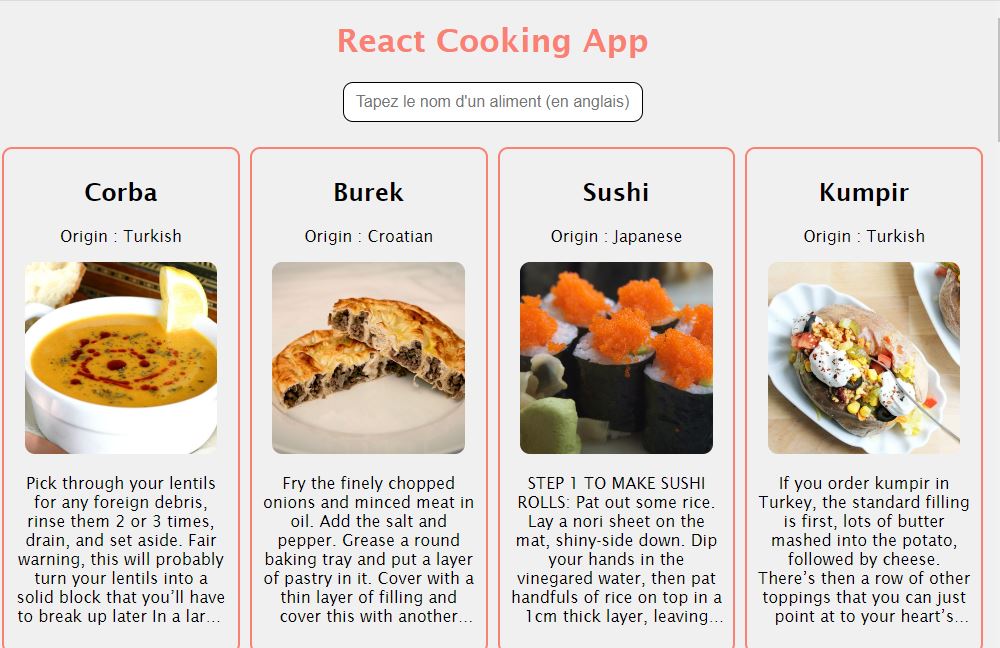 React Cooking App
Tapez le nom d'un aliment (en anglais)
Corba
Origin : Turkish
Pick through your lentils
for any foreign debris,
rinse them 2 or 3 times,
drain, and set aside. Fair
warning, this will probably
turn your lentils into a
solid block that you’ll have
to break up later In a lar...
Burek
Origin : Croatian
Fry the finely chopped
onions and minced meat in
oil. Add the salt and
pepper. Grease a round
baking tray and put a layer
of pastry in it. Cover with a
thin layer of filling and
cover this with another...
Sushi
Origin : Japanese
STEP 1 TO MAKE SUSHI
ROLLS: Pat out some rice.
Lay a nori sheet on the
mat, shiny-side down. Dip
your hands in the
vinegared water, then pat
handfuls of rice on top in a
1cm thick layer, leaving...
Kumpir
Origin : Turkish
If you order kumpir in
Turkey, the standard filling
is first, lots of butter
mashed into the potato,
followed by cheese.
There’s then a row of other
toppings that you can just
point at to your heart’s...